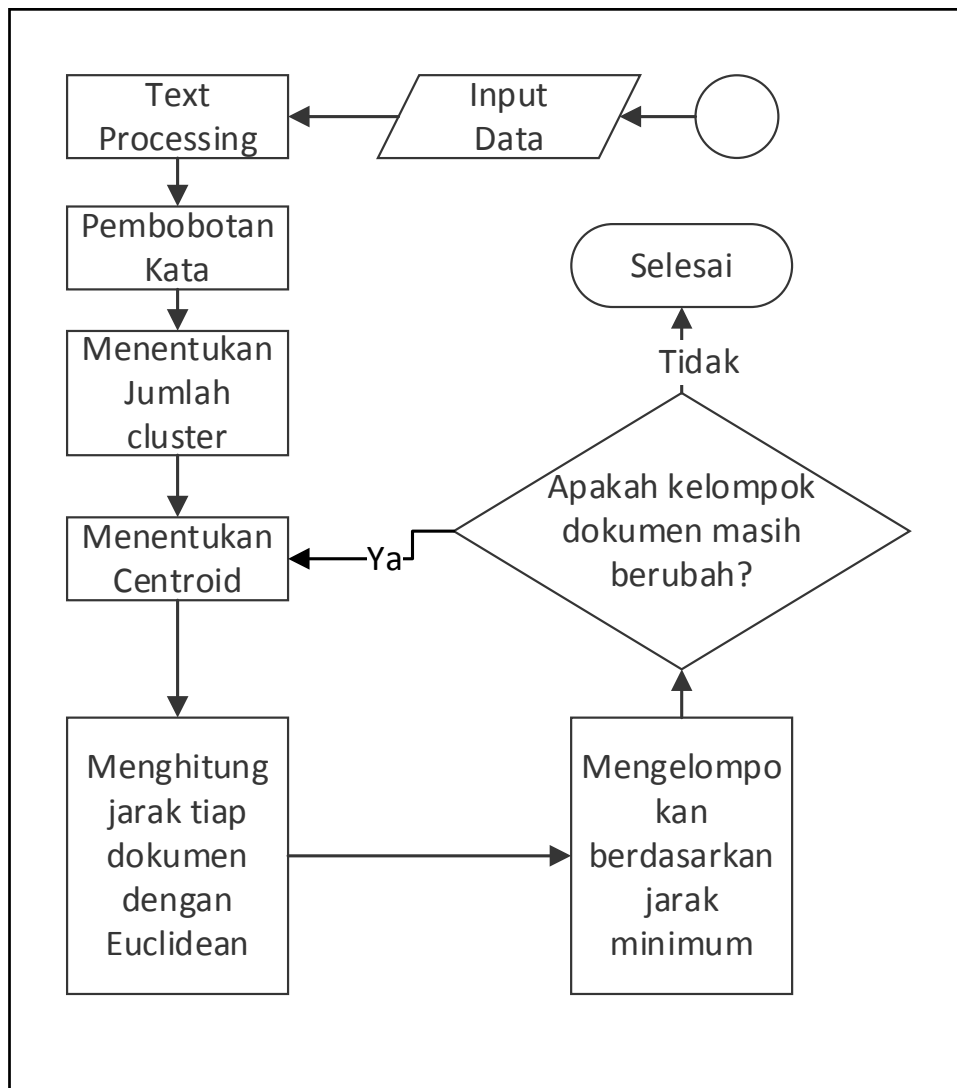 Input
Data
Text
Processing
Pembobotan
Kata
Menentukan
Jumlah
cluster
Menentukan
Centroid
Menghitung
jarak tiap
dokumen
dengan
Euclidean
Mengelompo
kan
berdasarkan
jarak
minimum
Apakah kelompok
dokumen masih
berubah?
Ya
Tidak
Selesai